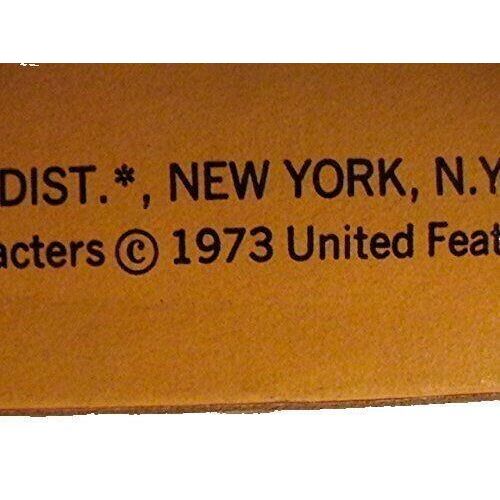 DIST.*, NEW YORK, N.Y
acters © 1973 United Feat